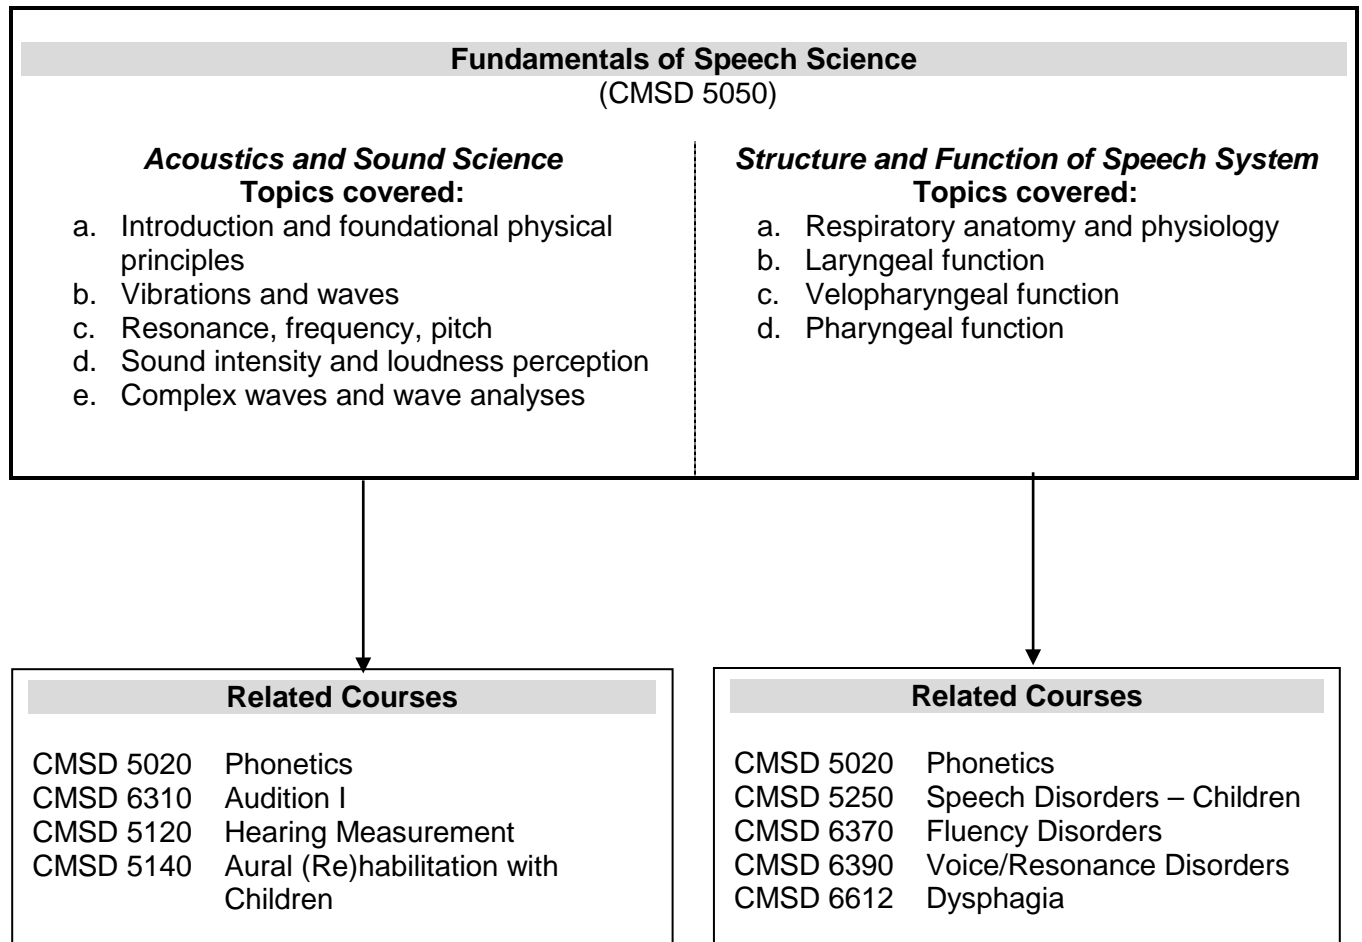 Fundamentals of Speech Science
(CMSD 5050)
Acoustics and Sound Science
Topics covered:
a. Introduction and foundational physical
principles
b. Vibrations and waves
c. Resonance, frequency, pitch
d. Sound intensity and loudness perception
e. Complex waves and wave analyses
Structure and Function of Speech System
Topics covered:
a. Respiratory anatomy and physiology
b. Laryngeal function
c. Velopharyngeal function
d. Pharyngeal function
Related Courses
CMSD 5020 Phonetics
CMSD 6310 Audition I
CMSD 5120 Hearing Measurement
CMSD 5140 Aural (Re)habilitation with
Children
Related Courses
CMSD 5020 Phonetics
CMSD 5250 Speech Disorders – Children
CMSD 6370 Fluency Disorders
CMSD 6390 Voice/Resonance Disorders
CMSD 6612 Dysphagia